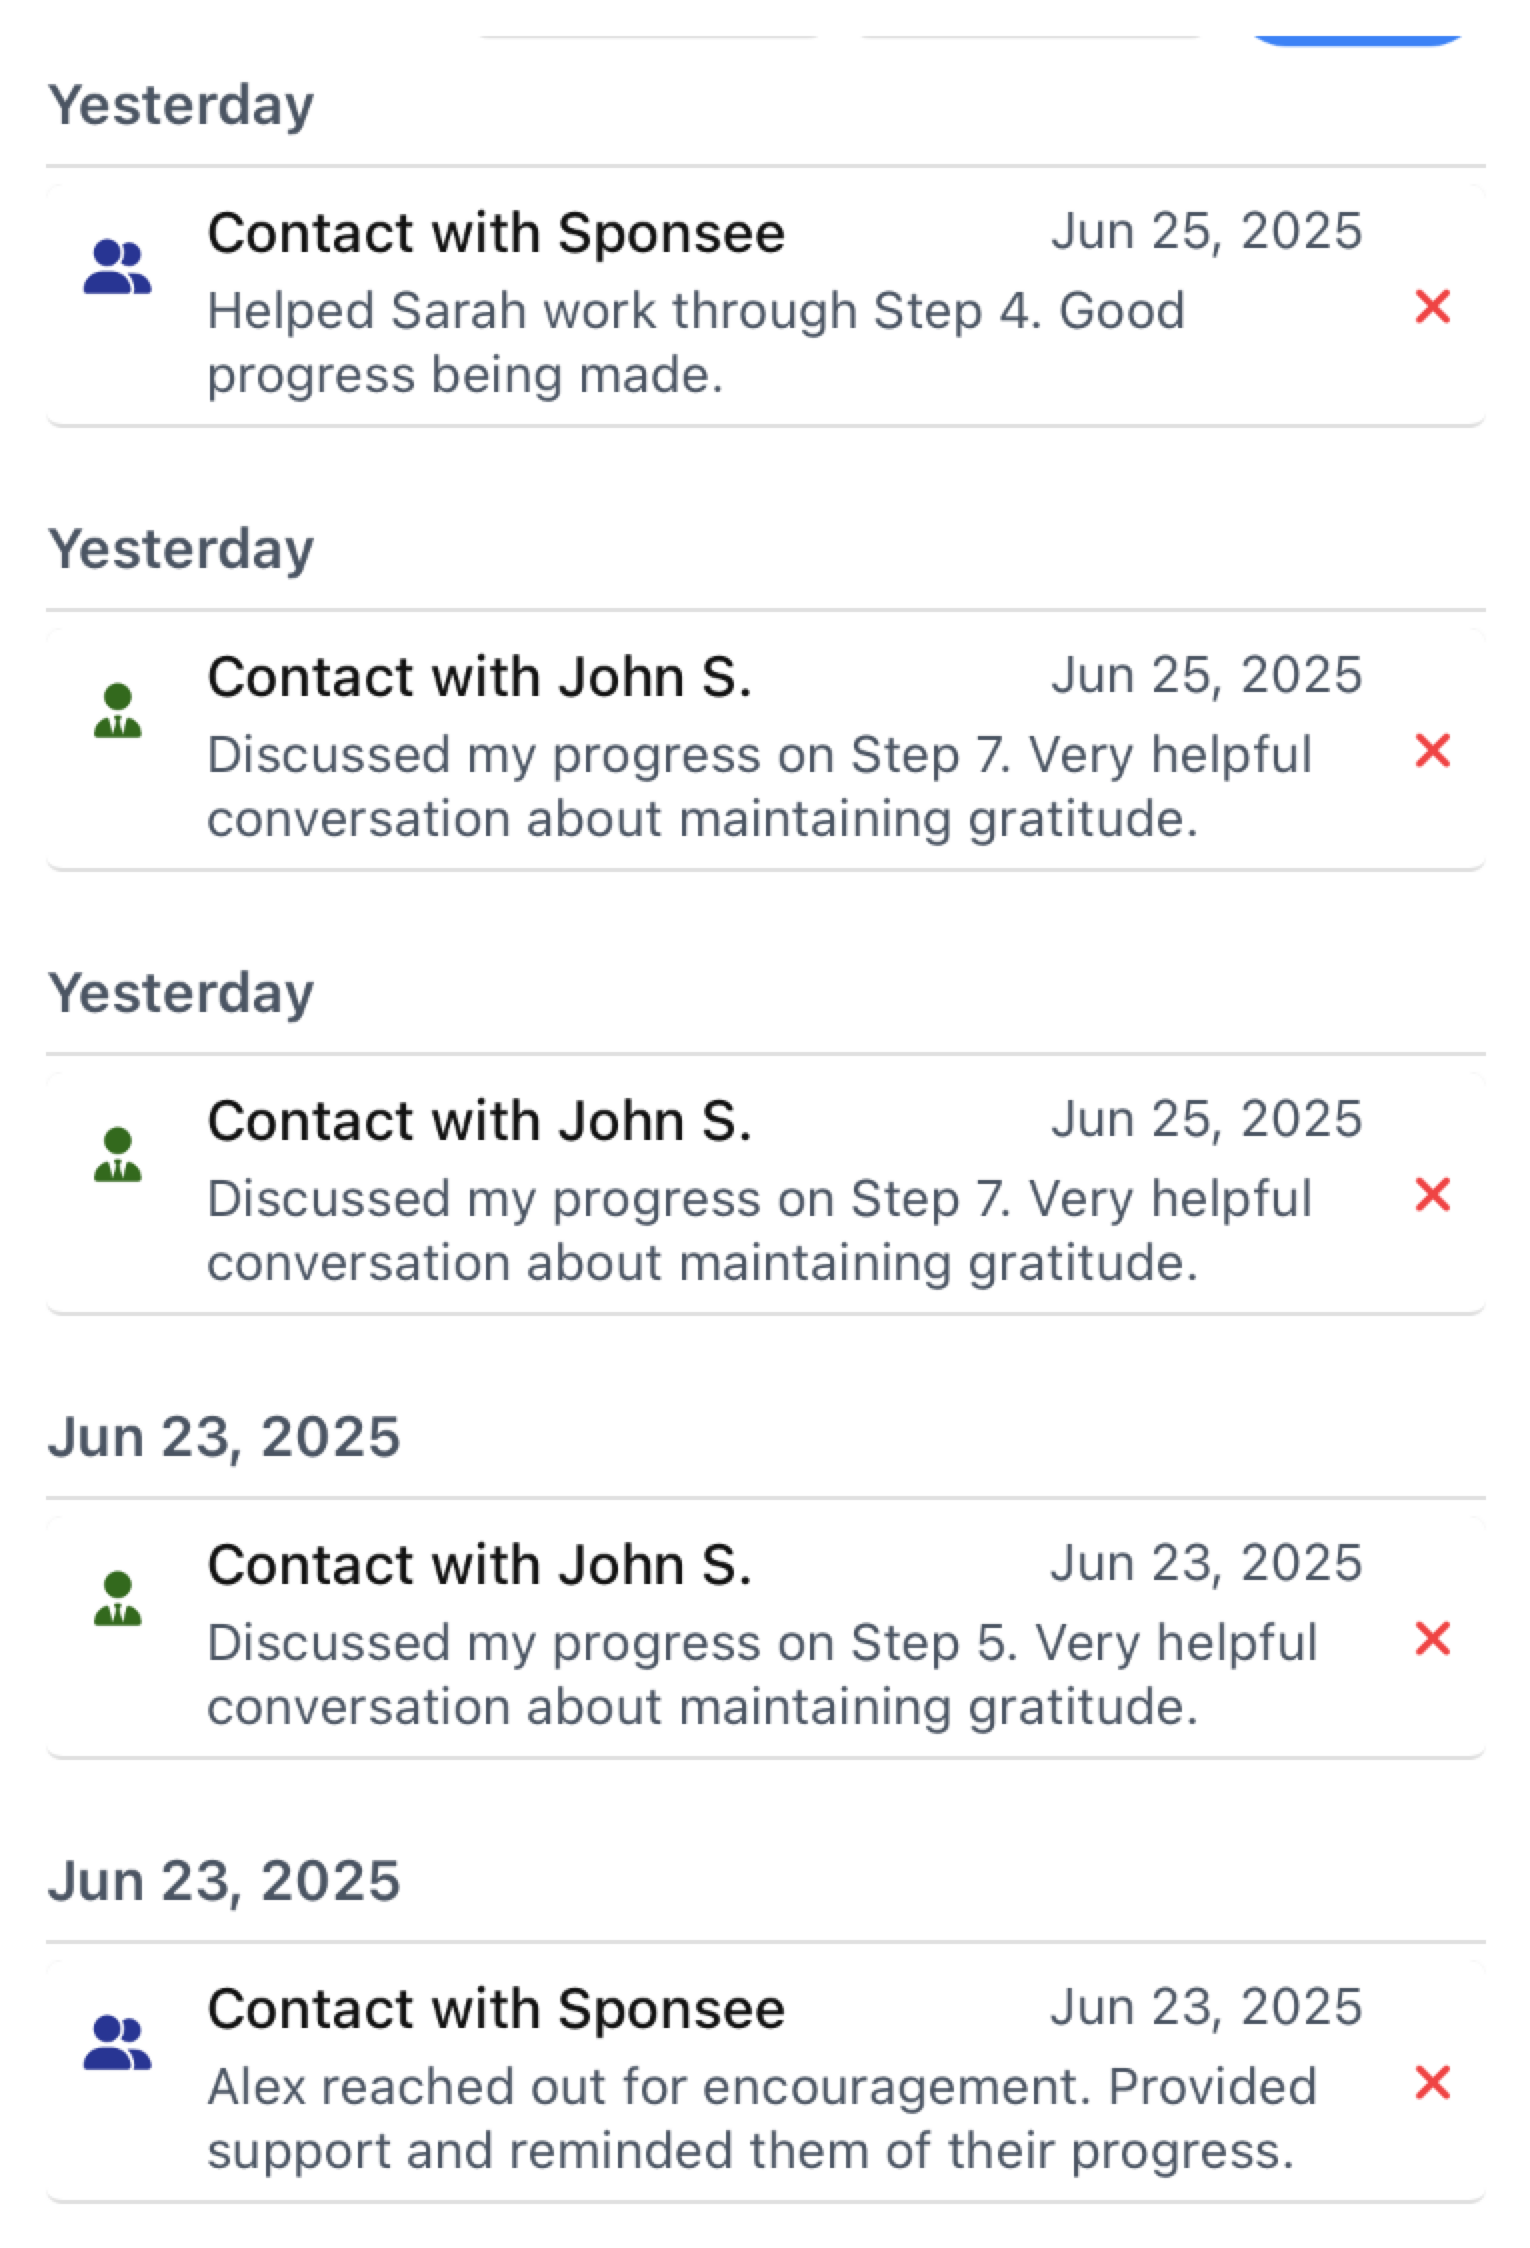 Yesterday
Contact with Sponsee
Jun 25, 2025
Helped Sarah work through Step 4. Good
progress being made.
Yesterday
Contact with John S.
Jun 25, 2025
Discussed my progress on Step 7. Very helpful
conversation about maintaining gratitude.
Yesterday
Contact with John S.
Jun 25, 2025
Discussed my progress on Step 7. Very helpful
conversation about maintaining gratitude.
Jun 23, 2025
Contact with John S.
Jun 23, 2025
Discussed my progress on Step 5. Very helpful
conversation about maintaining gratitude.
Jun 23, 2025
Contact with Sponsee
Jun 23, 2025
Alex reached out for encouragement. Provided
support and reminded them of their progress.